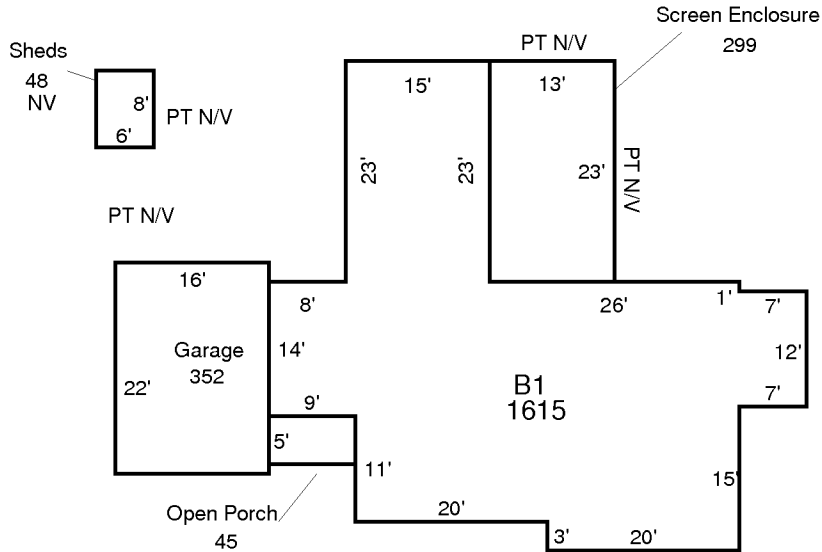 Screen Enclosure
299
PT N/V
Sheds
48
NV
8'
6'
PT N/V
15'
13'
23'
23'
23'
PT N/V
PT N/V
16'
8'
26'
1'
7'
Garage
352
14'
12'
22'
B1
1615
9'
7'
5'
11'
15'
Open Porch
45
20'
3'
20'